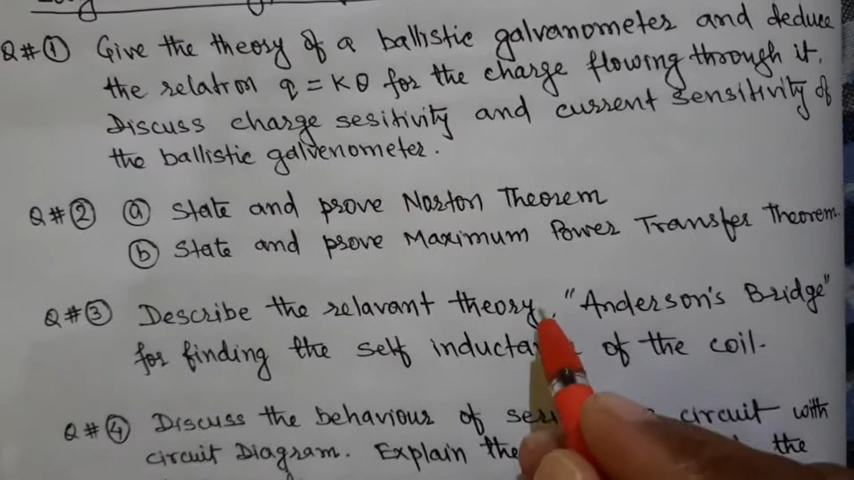 Q#① Give the theory of a ballistic galvanometer and deduce
the relation q = Kθ for the charge flowing through it.
Discuss charge sesitivity and current sensitivity of
the ballistic galvenometer.
Q#② ⓐ State and prove Norton Theorem
ⓑ State and prove Maximum Power Transfer Theorem.
Q#③ Describe the relavant theory, "Anderson's Bridge"
for finding the self of the coil.
Q#④ Discuss the behaviour of circuit with
circuit Diagram. Explain the the